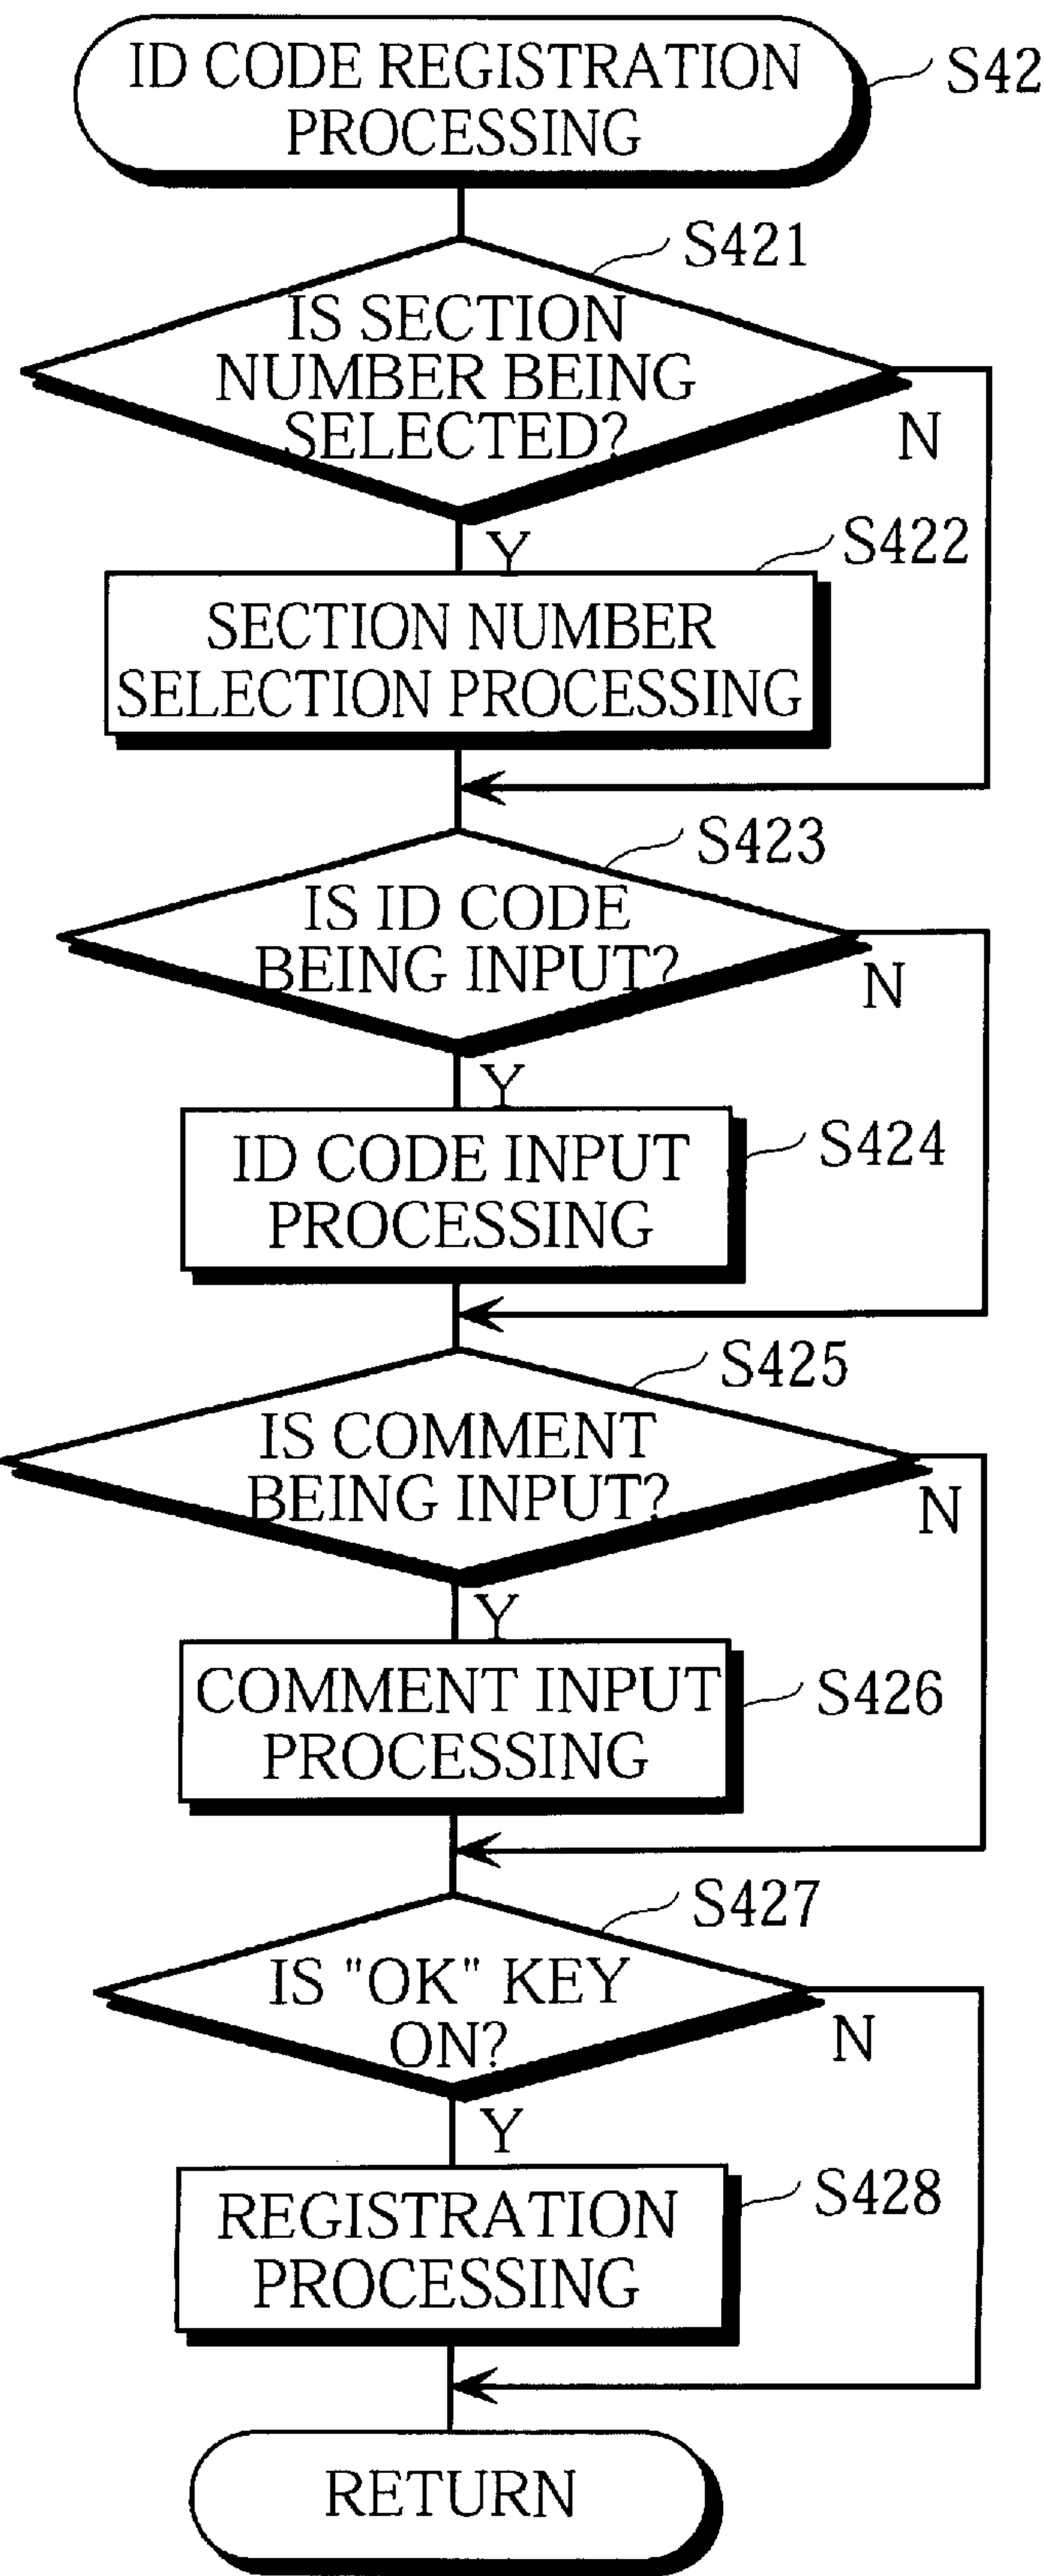 ID CODE REGISTRATION
PROCESSING
S42
S421
IS SECTION
NUMBER BEING
SELECTED?
N
Y
S422
SECTION NUMBER
SELECTION PROCESSING
S423
IS ID CODE
BEING INPUT?
N
Y
ID CODE INPUT
PROCESSING
S424
S425
IS COMMENT
BEING INPUT?
N
Y
COMMENT INPUT
PROCESSING
S426
S427
IS "OK" KEY
ON?
N
Y
REGISTRATION
PROCESSING
S428
RETURN